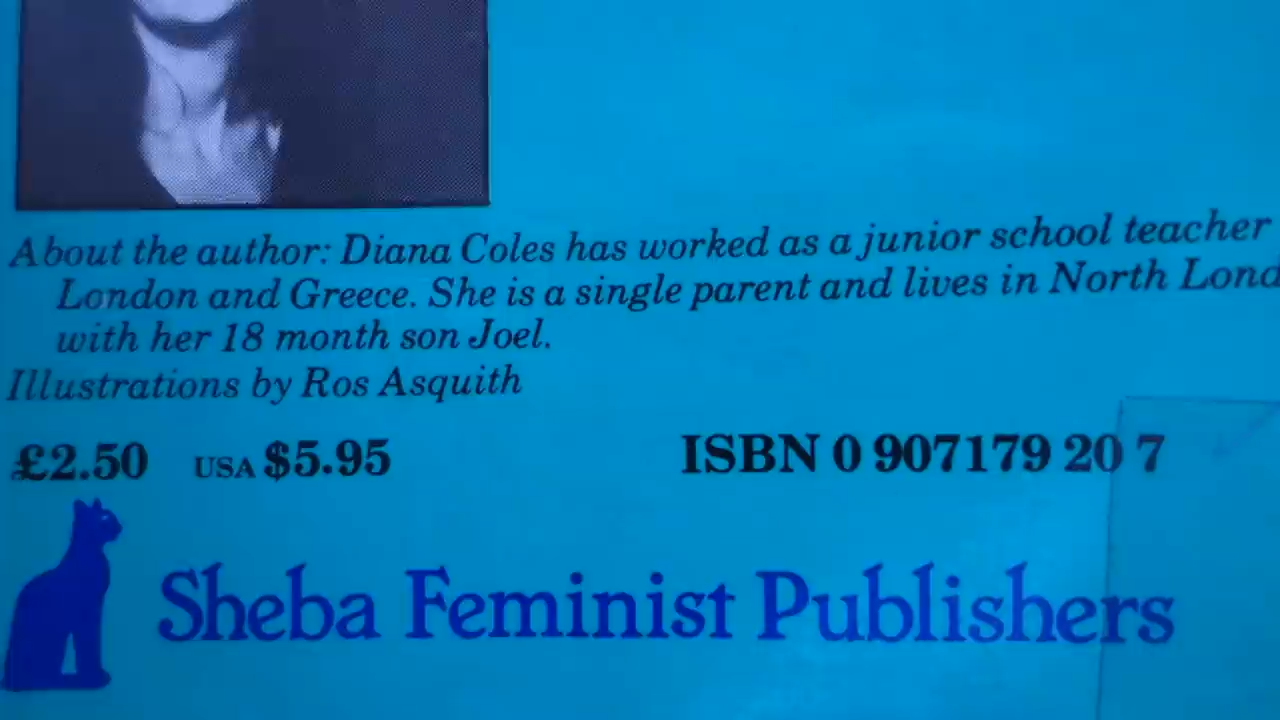 About the author: Diana Coles has worked as a junior school teacher
London and Greece. She is a single parent and lives in North
with her 18 month son Joel.
Illustrations by Ros Asquith
£2.50 USA $5.95 ISBN 0 907179 20 7
Sheba Feminist Publishers